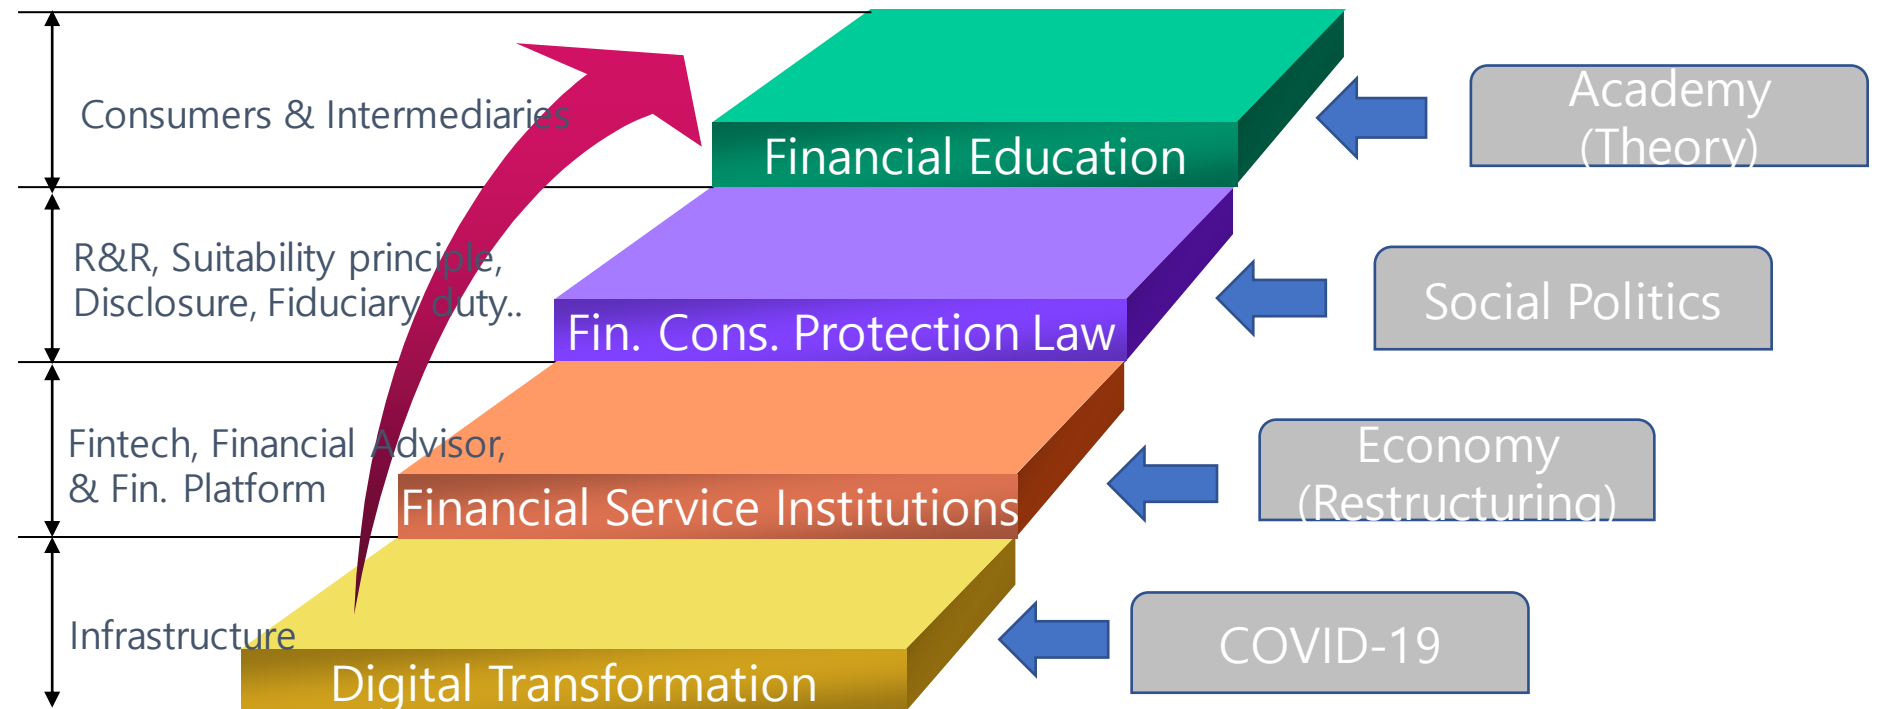 Consumers & Intermediaries
Financial Education
Academy
(Theory)
R&R, Suitability principle,
Disclosure, Fiduciary duty..
Fin. Cons. Protection Law
Social Politics
Fintech, Financial Advisor,
& Fin. Platform
Financial Service Institutions
Economy
(Restructuring)
Infrastructure
Digital Transformation
COVID-19